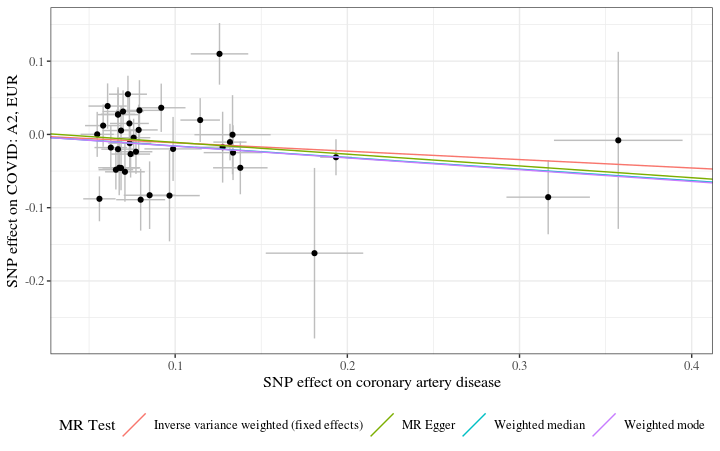 SNP effect on COVID: A2, EUR
0.1
0.0
-0.1
-0.2
0.1 0.2 0.3 0.4
SNP effect on coronary artery disease
MR Test Inverse variance weighted (fixed effects) MR Egger Weighted median Weighted mode